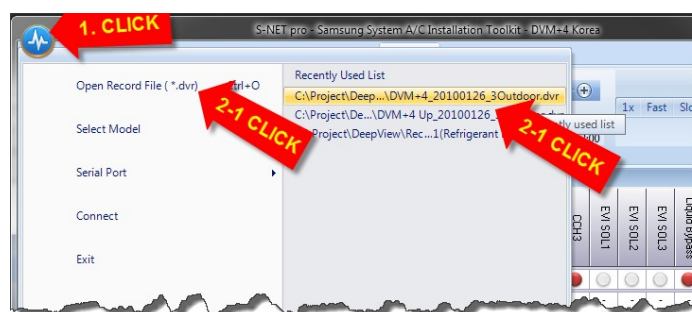 1. CLICK
S-NET pro - Samsung System A/C Installation Toolkit - DVM+4 Korea
Open Record File ( *.dvr) Ctrl+O
Select Model
Serial Port
Connect
Exit
2-1 CLICK
Recently Used List
C:\Project\Deep...\DVM+4_20100126_3Outdoor.dvr
C:\Project\De...\DVM+4 Up_20100126_
Project\DeepView\Rec...1(Refrigerant
used list
2-1 CLICK
1x Fast
CCH3
EVI SOL1
EVI SOL2
EVI SOL3
Liquid Bypass